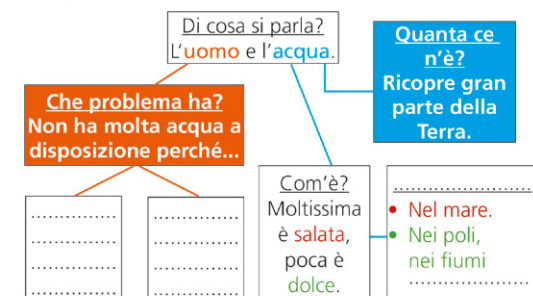 Di cosa si parla?
L'uomo e l'acqua.
Quanta ce
n'è?
Ricopre gran
parte della
Terra.
Che problema ha?
Non ha molta acqua a
disposizione perché...
Com'è?
Moltissima
è salata,
poca è
dolce.
........................
• Nel mare.
• Nei poli,
nei fiumi
......................
................
................
................
................
................
................
................
................